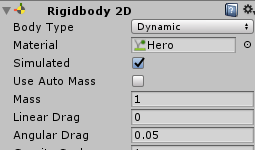 Rigidbody 2D
Body Type Dynamic
Material Hero
Simulated
Use Auto Mass
Mass 1
Linear Drag 0
Angular Drag 0.05